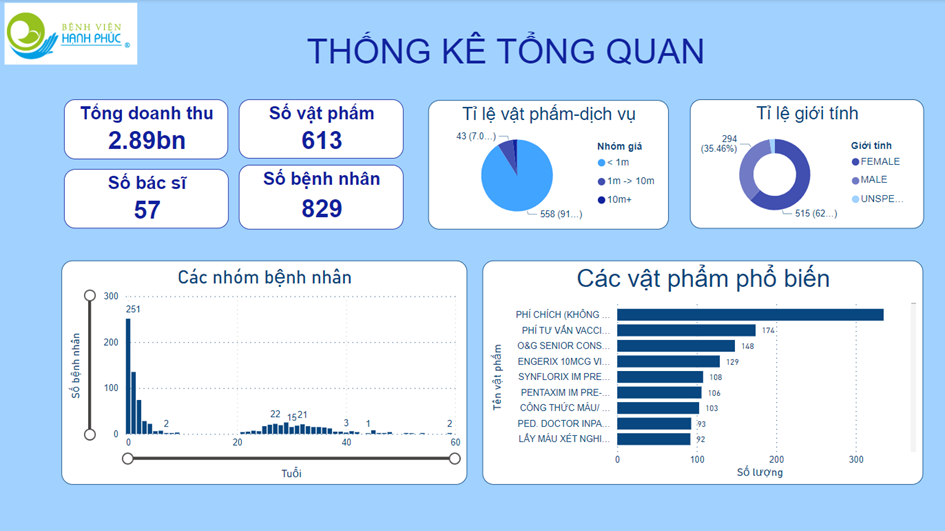 BỆNH VIỆN
HẠNH PHÚC ®
THỐNG KÊ TỔNG QUAN
Tổng doanh thu
2.89bn
Số vật phẩm
613
Số bác sĩ
57
Số bệnh nhân
829
Tỉ lệ vật phẩm-dịch vụ
43 (7.0…)
558 (91…)
Nhóm giá
< 1m
1m -> 10m
10m+
Tỉ lệ giới tính
294
(35.46%)
515 (62…)
Giới tính
FEMALE
MALE
UNSPE...
Các nhóm bệnh nhân
Số bệnh nhân
300
200
100
0
251
2
22
15
21
3
1
2
0
20
40
60
Tuổi
Các vật phẩm phổ biến
Tên vật phẩm
PHÍ CHÍCH (KHÔNG ...
PHÍ TƯ VẤN VACCI...
174
O&G SENIOR CONS...
148
ENGERIX 10MCG VI...
129
SYNFLORIX IM PRE...
108
PENTAXIM IM PRE-...
106
CÔNG THỨC MÁU/ ...
103
PED. DOCTOR INPA...
93
LẤY MÁU XÉT NGHI...
92
0
100
200
300
Số lượng